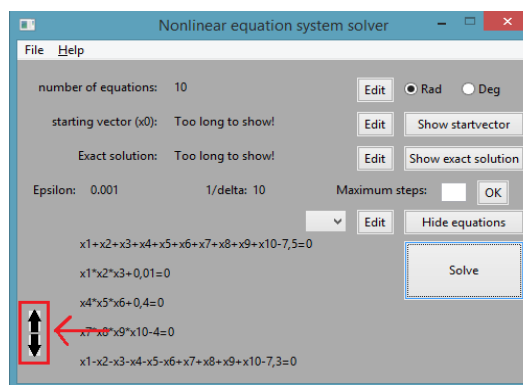 Nonlinear equation system solver
File Help
number of equations: 10 Edit Rad Deg
starting vector (x0): Too long to show! Edit Show startvector
Exact solution: Too long to show! Edit Show exact solution
Epsilon: 0.001 1/delta: 10 Maximum steps: OK
Edit Hide equations
x1+x2+x3+x4+x5+x6+x7+x8+x9+x10-7,5=0
Solve
x1*x2*x3+0,01=0
x4*x5*x6+0,4=0
x7*x8*x9*x10-4=0
x1-x2-x3-x4-x5-x6+x7+x8+x9+x10-7,3=0